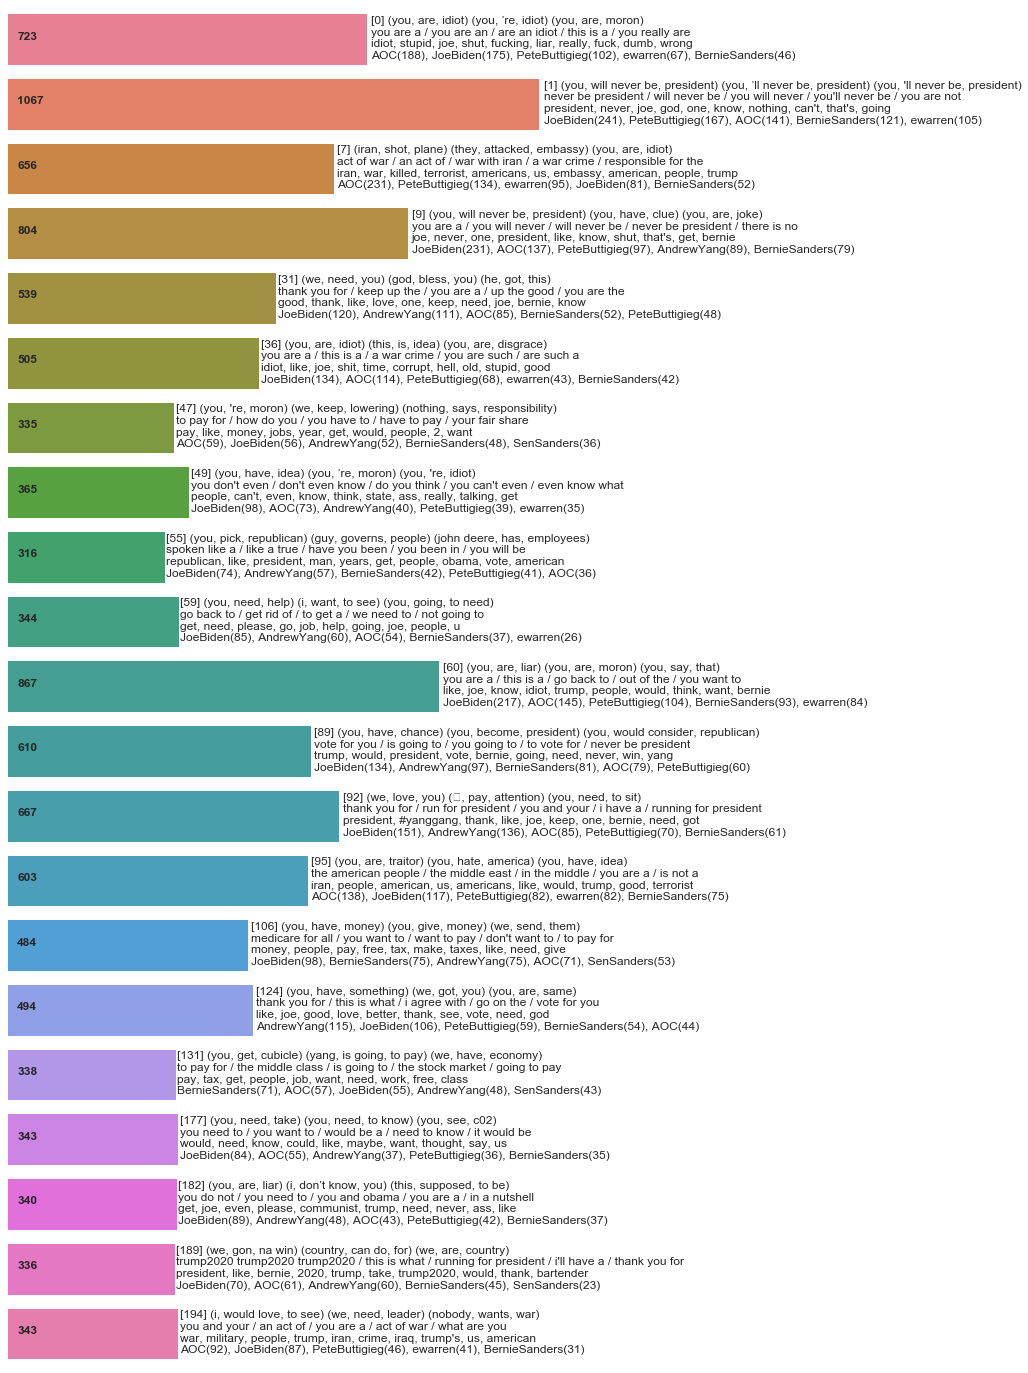 723
[0] (you, are, idiot) (you, ’re, idiot) (you, are, moron)
you are a / you are an / are an idiot / this is a / you really are
idiot, stupid, joe, shut, fucking, liar, really, fuck, dumb, wrong
AOC(188), JoeBiden(175), PeteButtigieg(102), ewarren(67), BernieSanders(46)
1067
[1] (you, will never be, president) (you, ’ll never be, president) (you, 'll never be, president)
never be president / will never be / you will never / you'll never be / you are not
president, never, joe, god, one, know, nothing, can't, that's, going
JoeBiden(241), PeteButtigieg(167), AOC(141), BernieSanders(121), ewarren(105)
656
[7] (iran, shot, plane) (they, attacked, embassy) (you, are, idiot)
act of war / an act of / war with iran / a war crime / responsible for the
iran, war, killed, terrorist, americans, us, embassy, american, people, trump
AOC(231), PeteButtigieg(134), ewarren(95), JoeBiden(81), BernieSanders(52)
804
[9] (you, will never be, president) (you, have, clue) (you, are, joke)
you are a / you will never / will never be / never be president / there is no
joe, never, one, president, like, know, shut, that's, get, bernie
JoeBiden(231), AOC(137), PeteButtigieg(97), AndrewYang(89), BernieSanders(79)
539
[31] (we, need, you) (god, bless, you) (he, got, this)
thank you for / keep up the / you are a / up the good / you are the
good, thank, like, love, one, keep, need, joe, bernie, know
JoeBiden(120), AndrewYang(111), AOC(85), BernieSanders(52), PeteButtigieg(48)
505
[36] (you, are, idiot) (this, is, idea) (you, are, disgrace)
you are a / this is a / a war crime / you are such / are such a
idiot, like, joe, shit, time, corrupt, hell, old, stupid, good
JoeBiden(134), AOC(114), PeteButtigieg(68), ewarren(43), BernieSanders(42)
335
[47] (you, 're, moron) (we, keep, lowering) (nothing, says, responsibility)
to pay for / how do you / you have to / have to pay / your fair share
pay, like, money, jobs, year, get, would, people, 2, want
AOC(59), JoeBiden(56), AndrewYang(52), BernieSanders(48), SenSanders(36)
365
[49] (you, have, idea) (you, ’re, moron) (you, 're, idiot)
you don't even / don't even know / do you think / you can't even / even know what
people, can't, even, know, think, state, ass, really, talking, get
JoeBiden(98), AOC(73), AndrewYang(40), PeteButtigieg(39), ewarren(35)
316
[55] (you, pick, republican) (guy, governs, people) (john deere, has, employees)
spoken like a / like a true / have you been / you been in / you will be
republican, like, president, man, years, get, people, obama, vote, american
JoeBiden(74), AndrewYang(57), BernieSanders(42), PeteButtigieg(41), AOC(36)
344
[59] (you, need, help) (i, want, to see) (you, going, to need)
go back to / get rid of / to get a / we need to / not going to
get, need, please, go, job, help, going, joe, people, u
JoeBiden(85), AndrewYang(60), AOC(54), BernieSanders(37), ewarren(26)
867
[60] (you, are, liar) (you, are, moron) (you, say, that)
you are a / this is a / go back to / out of the / you want to
like, joe, know, idiot, trump, people, would, think, want, bernie
JoeBiden(217), AOC(145), PeteButtigieg(104), BernieSanders(93), ewarren(84)
610
[89] (you, have, chance) (you, become, president) (you, would consider, republican)
vote for you / is going to / you going to / to vote for / never be president
trump, would, president, vote, bernie, going, need, never, win, yang
JoeBiden(134), AndrewYang(97), BernieSanders(81), AOC(79), PeteButtigieg(60)
667
[92] (we, love, you) (, pay, attention) (you, need, to sit)
thank you for / run for president / you and your / i have a / running for president
president, #yanggang, thank, like, joe, keep, one, bernie, need, got
JoeBiden(151), AndrewYang(136), AOC(85), PeteButtigieg(70), BernieSanders(61)
603
[95] (you, are, traitor) (you, hate, america) (you, have, idea)
the american people / the middle east / in the middle / you are a / is not a
iran, people, american, us, americans, like, would, trump, good, terrorist
AOC(138), JoeBiden(117), PeteButtigieg(82), ewarren(82), BernieSanders(75)
484
[106] (you, have, money) (you, give, money) (we, send, them)
medicare for all / you want to / want to pay / don't want to / to pay for
money, people, pay, free, tax, make, taxes, like, need, give
JoeBiden(98), BernieSanders(75), AndrewYang(75), AOC(71), SenSanders(53)
494
[124] (you, have, something) (we, got, you) (you, are, same)
thank you for / this is what / i agree with / go on the / vote for you
like, joe, good, love, better, thank, see, vote, need, god
AndrewYang(115), JoeBiden(106), PeteButtigieg(59), BernieSanders(54), AOC(44)
338
[131] (you, get, cubicle) (yang, is going, to pay) (we, have, economy)
to pay for / the middle class / is going to / the stock market / going to pay
pay, tax, get, people, job, want, need, work, free, class
BernieSanders(71), AOC(57), JoeBiden(55), AndrewYang(48), SenSanders(43)
343
[177] (you, need, take) (you, need, to know) (you, see, c02)
you need to / you want to / would be a / need to know / it would be
would, need, know, could, like, maybe, want, thought, say, us
JoeBiden(84), AOC(55), AndrewYang(37), PeteButtigieg(36), BernieSanders(35)
340
[182] (you, are, liar) (i, don’t know, you) (this, supposed, to be)
you do not / you need to / you and obama / you are a / in a nutshell
get, joe, even, please, communist, trump, need, never, ass, like
JoeBiden(89), AndrewYang(48), AOC(43), PeteButtigieg(42), BernieSanders(37)
336
[189] (we, gon, na win) (country, can do, for) (we, are, country)
trump2020 trump2020 trump2020 / this is what / running for president / i'll have a / thank you for
president, like, bernie, 2020, trump, take, trump2020, would, thank, bartender
JoeBiden(70), AOC(61), AndrewYang(60), BernieSanders(45), SenSanders(23)
343
[194] (i, would love, to see) (we, need, leader) (nobody, wants, war)
you and your / an act of / you are a / act of war / what are you
war, military, people, trump, iran, crime, iraq, trump's, us, american
AOC(92), JoeBiden(87), PeteButtigieg(46), ewarren(41), BernieSanders(31)